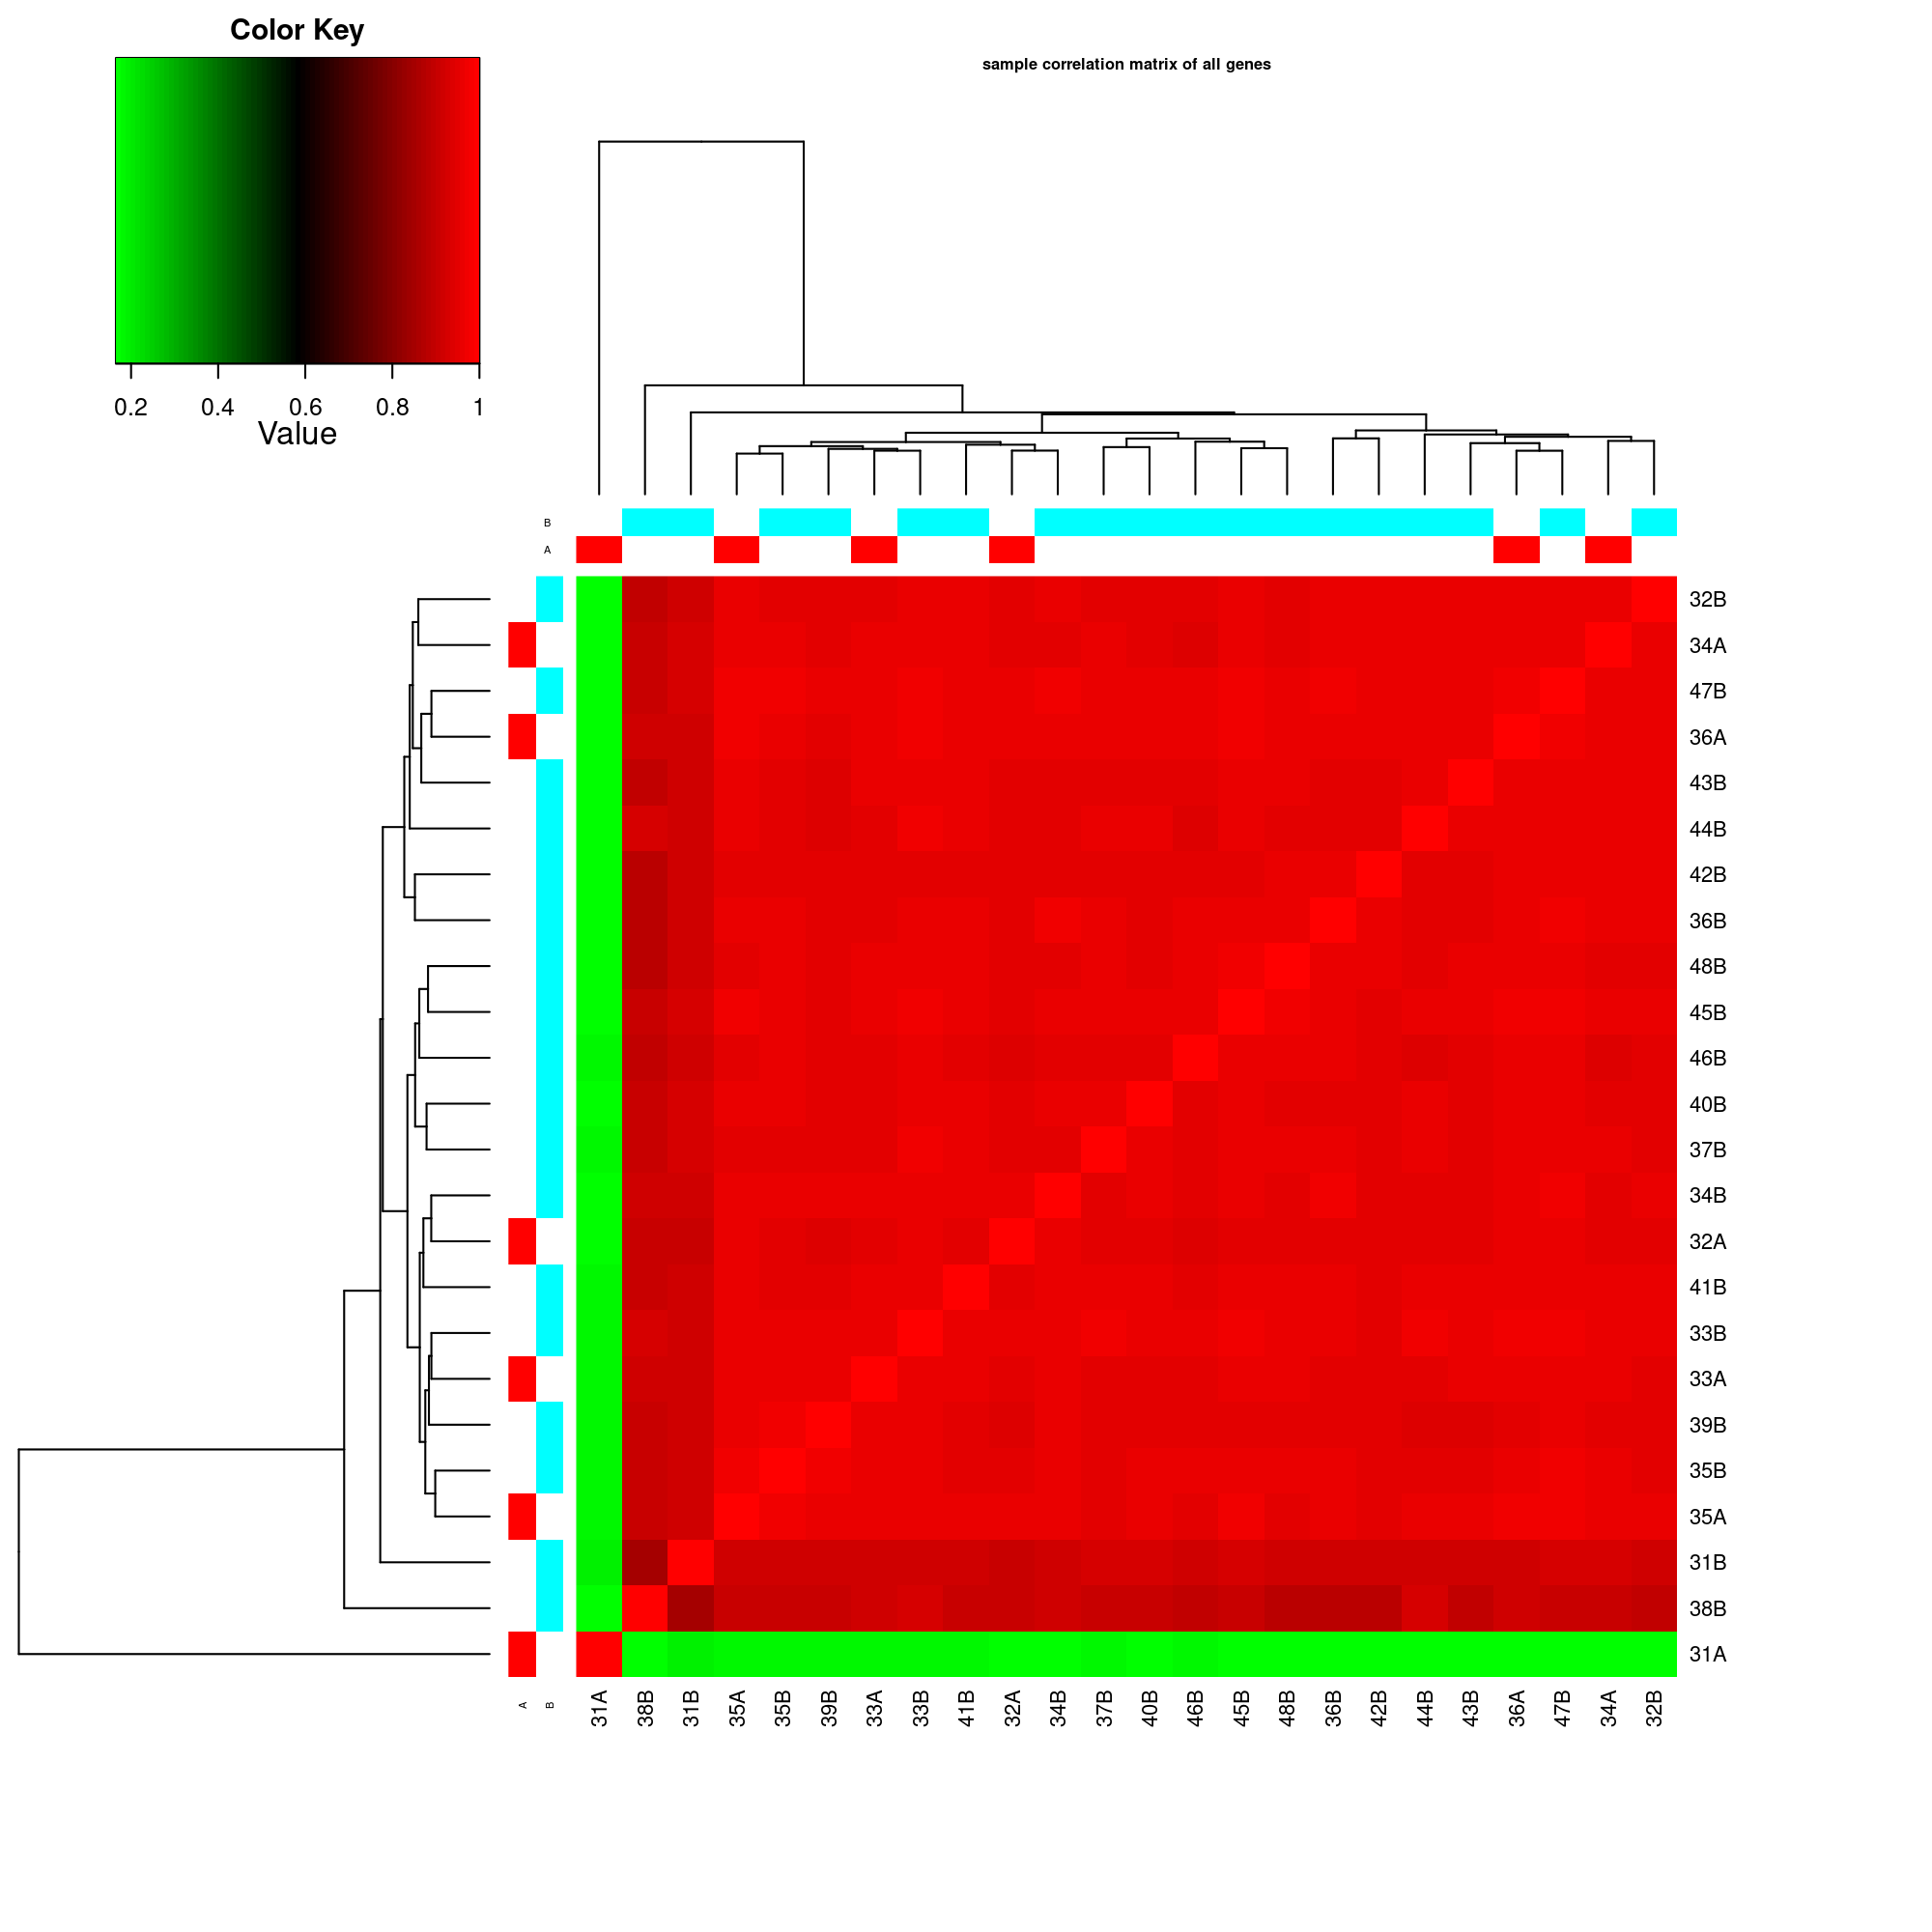 Color Key
sample correlation matrix of all genes
0.2 0.4 0.6 0.8 1
Value
B
A
32B
34A
47B
36A
43B
44B
42B
36B
48B
45B
46B
40B
37B
34B
32A
41B
33B
33A
39B
35B
35A
31B
38B
31A
A B 31A 38B 31B 35A 35B 39B 33A 33B 41B 32A 34B 37B 40B 46B 45B 48B 36B 42B 44B 43B 36A 47B 34A 32B